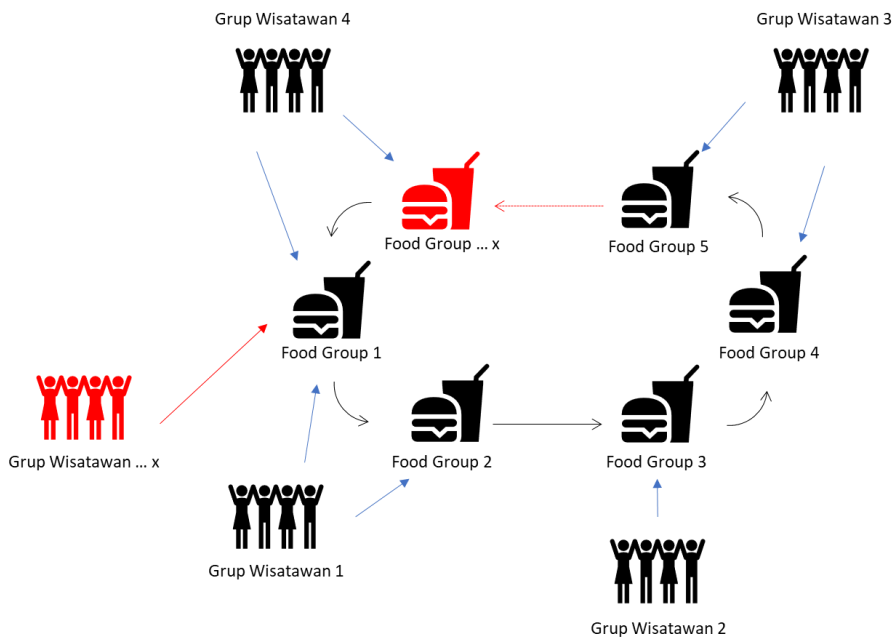 Grup Wisatawan 4
Grup Wisatawan 3
Food Group ... x
Food Group 5
Food Group 1
Food Group 4
Grup Wisatawan ... x
Food Group 2
Food Group 3
Grup Wisatawan 1
Grup Wisatawan 2